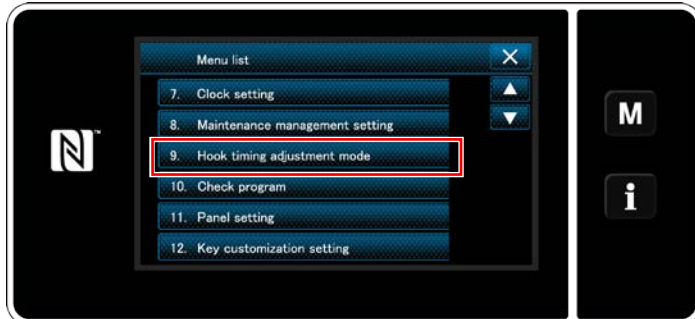 Menu list
7. Clock setting
8. Maintenance management setting
9. Hook timing adjustment mode
10. Check program
11. Panel setting
12. Key customization setting
M
i